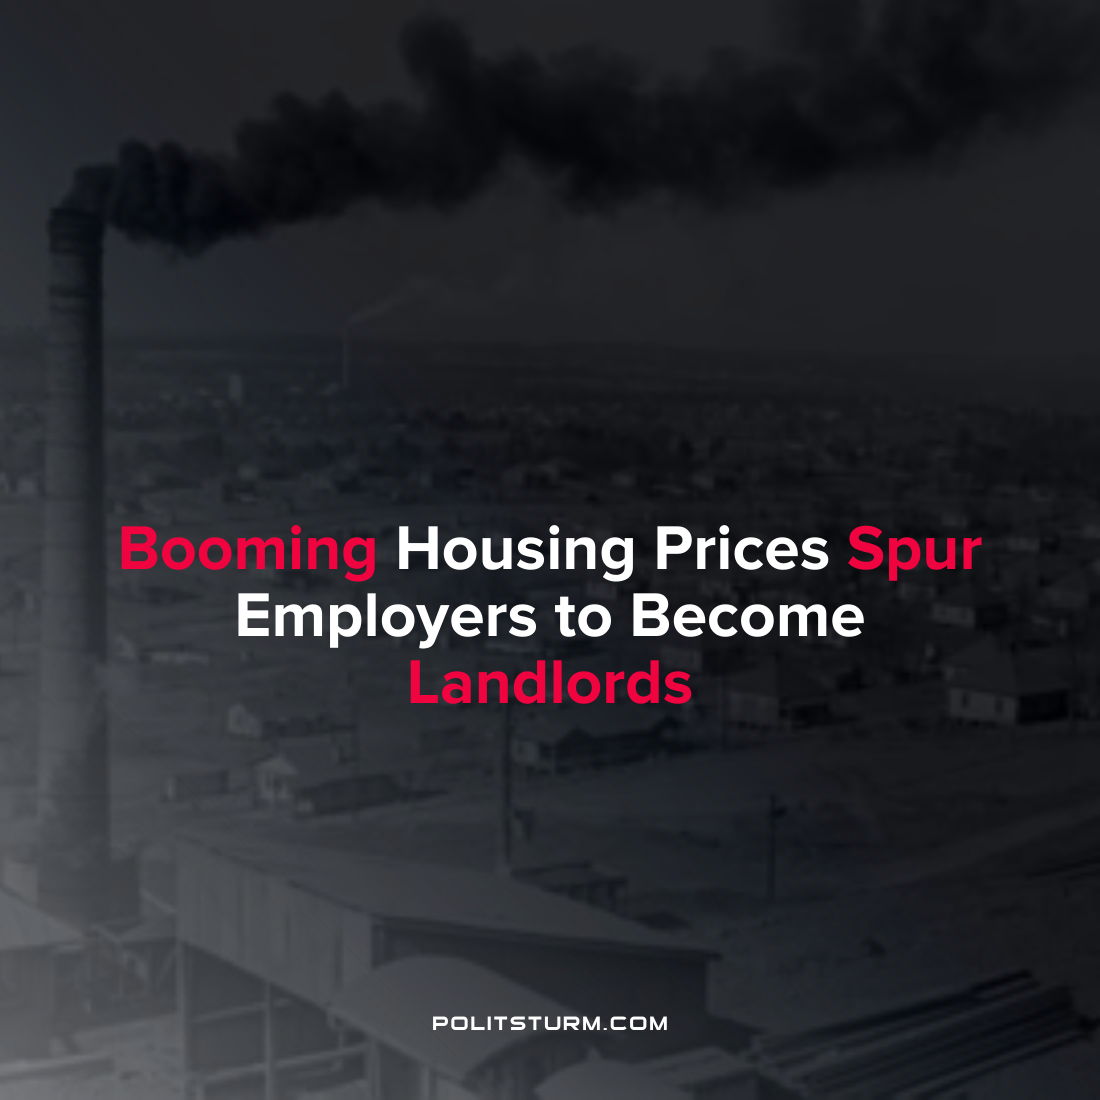 Booming Housing Prices Spur
Employers to Become
Landlords
POLITSTURM.COM